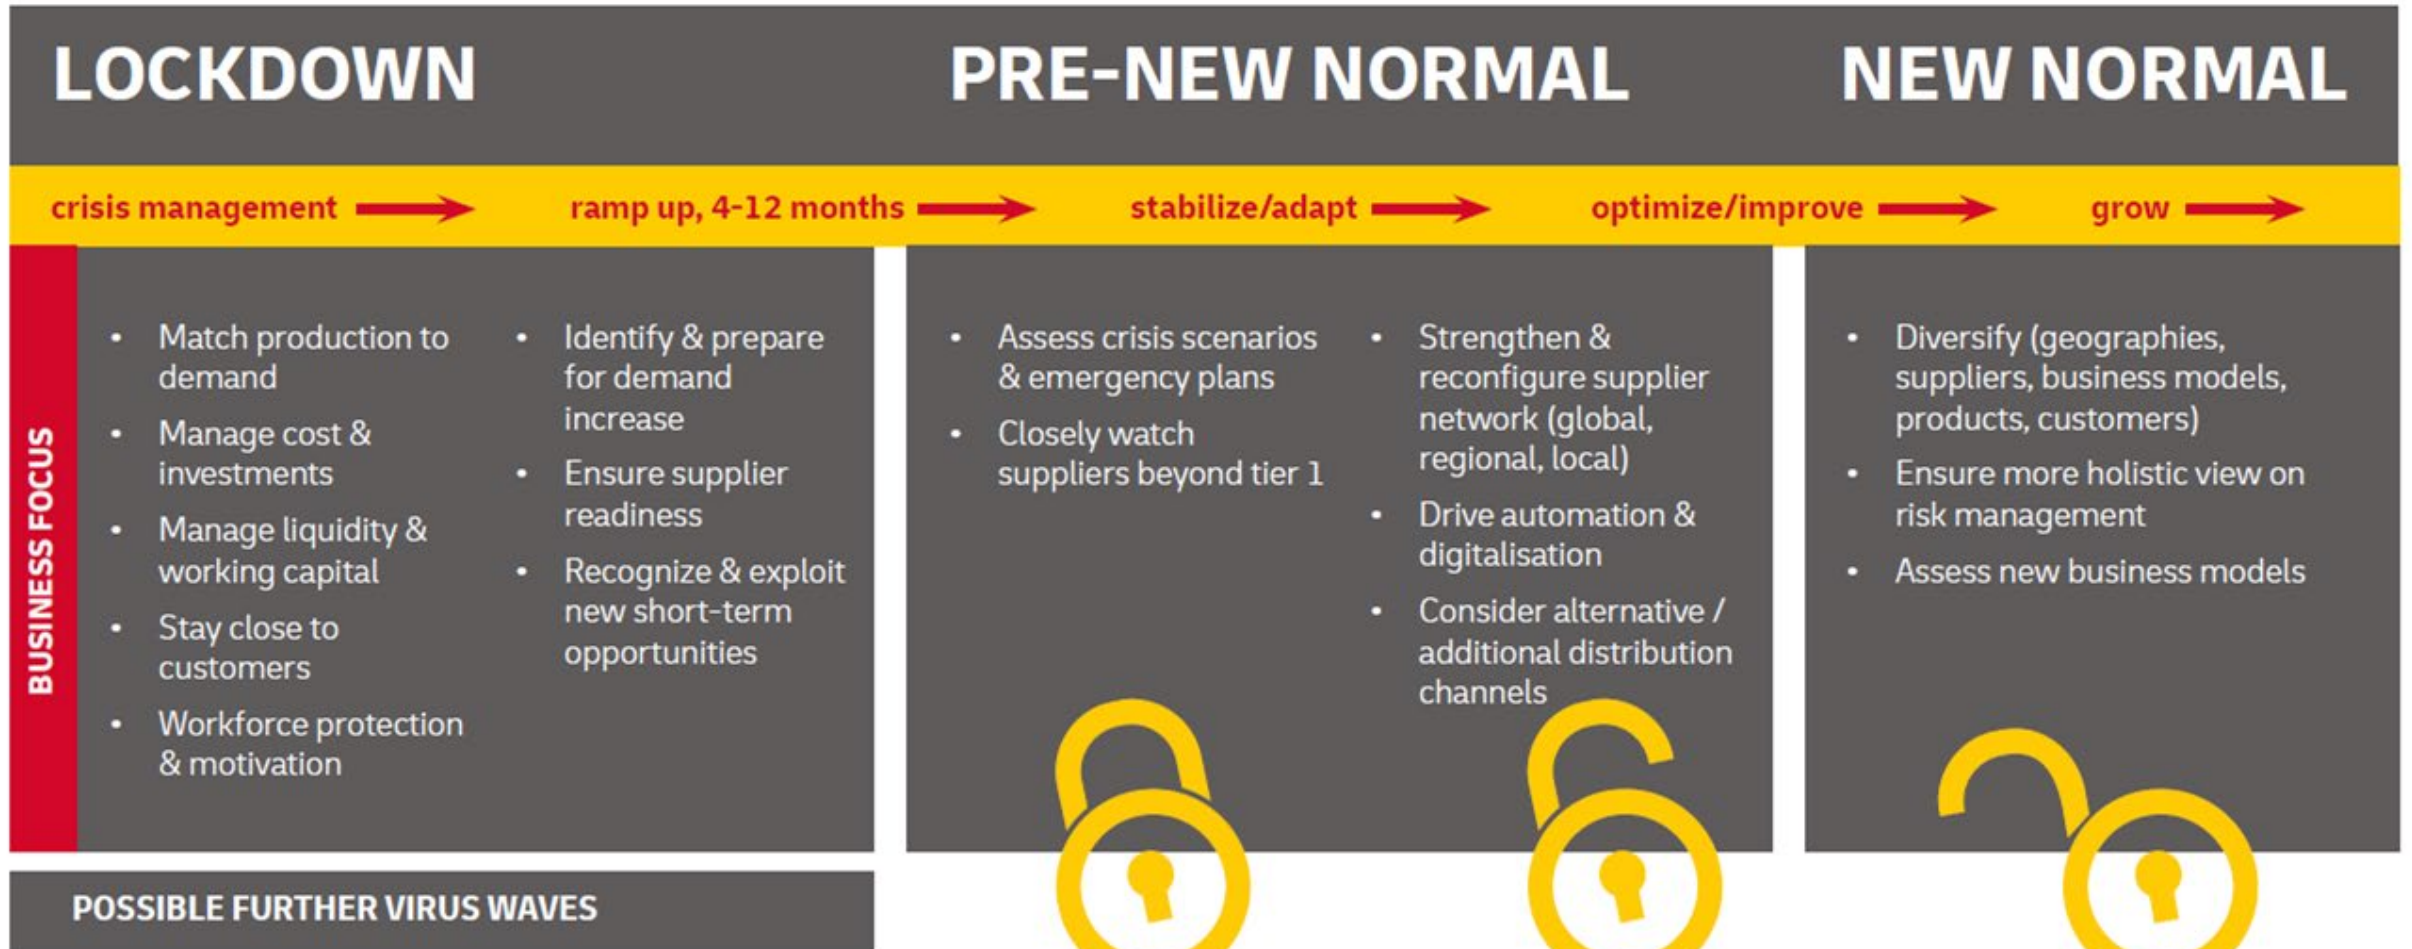 LOCKDOWN
PRE-NEW NORMAL
NEW NORMAL
crisis management
ramp up, 4-12 months
stabilize/adapt
optimize/improve
grow
BUSINESS FOCUS
• Match production to
demand
• Manage cost &
investments
• Manage liquidity &
working capital
• Stay close to
customers
• Workforce protection
& motivation
• Identify & prepare
for demand
increase
• Ensure supplier
readiness
• Recognize & exploit
new short-term
opportunities
• Assess crisis scenarios
& emergency plans
• Closely watch
suppliers beyond tier 1
• Strengthen &
reconfigure supplier
network (global,
regional, local)
• Drive automation &
digitalisation
• Consider alternative /
additional distribution
channels
• Diversify (geographies,
suppliers, business models,
products, customers)
• Ensure more holistic view on
risk management
• Assess new business models
POSSIBLE FURTHER VIRUS WAVES